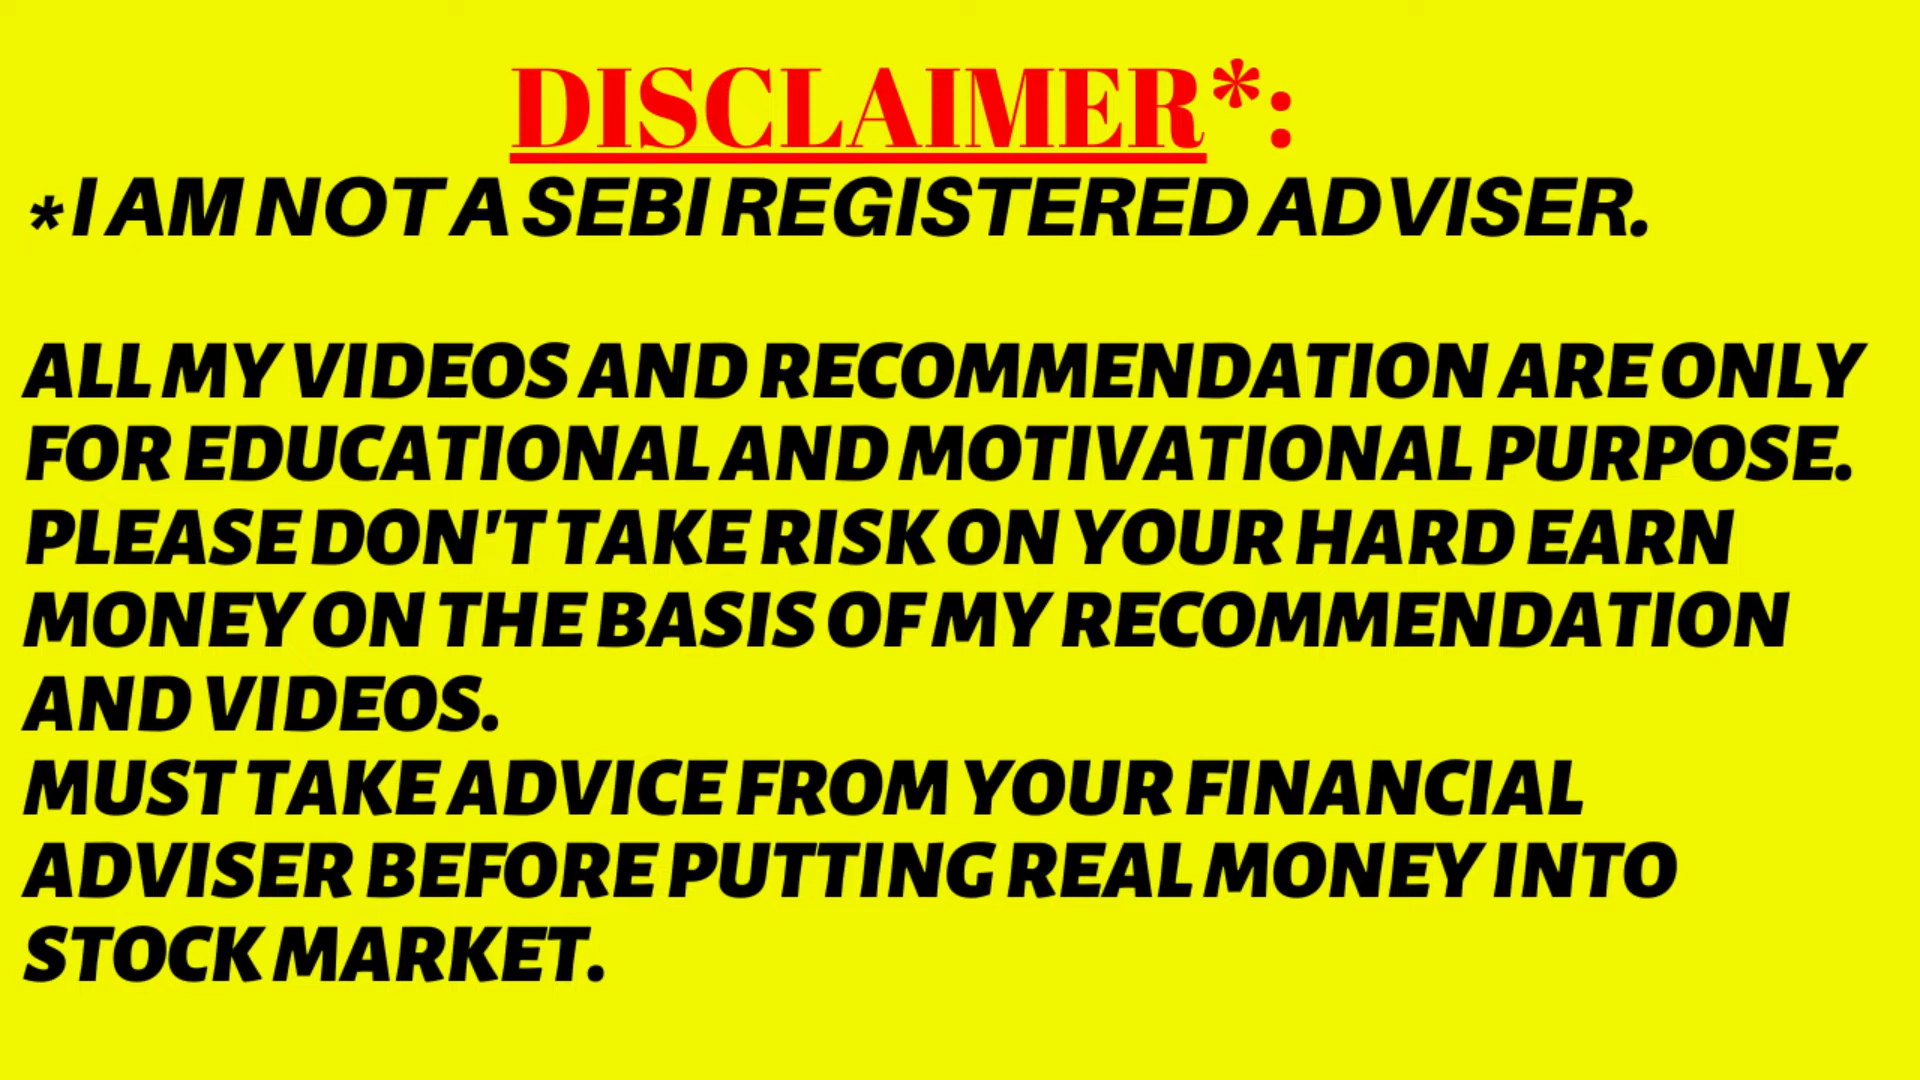 DISCLAIMER*:
*I AM NOT A SEBI REGISTERED ADVISER.
ALL MY VIDEOS AND RECOMMENDATION ARE ONLY
FOR EDUCATIONAL AND MOTIVATIONAL PURPOSE.
PLEASE DON'T TAKE RISK ON YOUR HARD EARN
MONEY ON THE BASIS OF MY RECOMMENDATION
AND VIDEOS.
MUST TAKE ADVICE FROM YOUR FINANCIAL
ADVISER BEFORE PUTTING REAL MONEY INTO
STOCK MARKET.